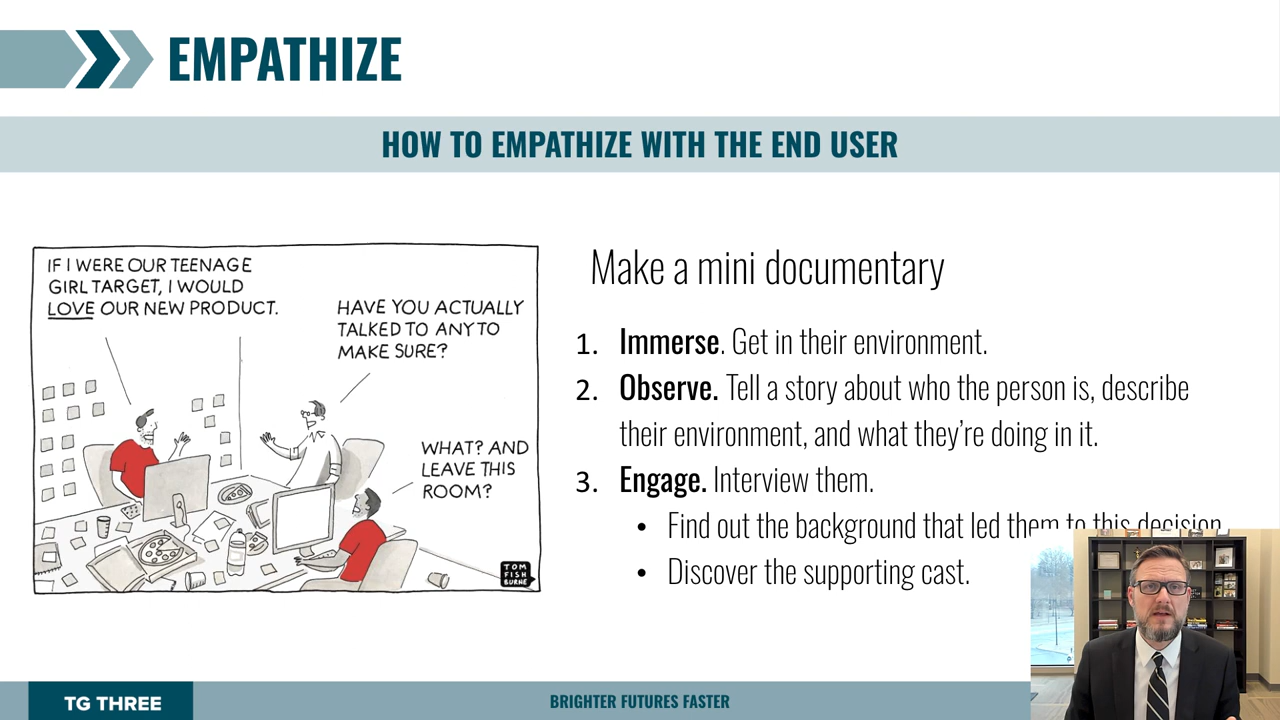 EMPATHIZE
HOW TO EMPATHIZE WITH THE END USER
IF I WERE OUR TEENAGE
GIRL TARGET, I WOULD
LOVE OUR NEW PRODUCT.
HAVE YOU ACTUALLY
TALKED TO ANY TO
MAKE SURE?
WHAT? AND
LEAVE THIS
ROOM?
TOM
FISH
BURNE
Make a mini documentary
1. Immerse. Get in their environment.
2. Observe. Tell a story about who the person is, describe
their environment, and what they're doing in it.
3. Engage. Interview them.
• Find out the background that led them to this decision
• Discover the supporting cast.
TG THREE
BRIGHTER FUTURES FASTER